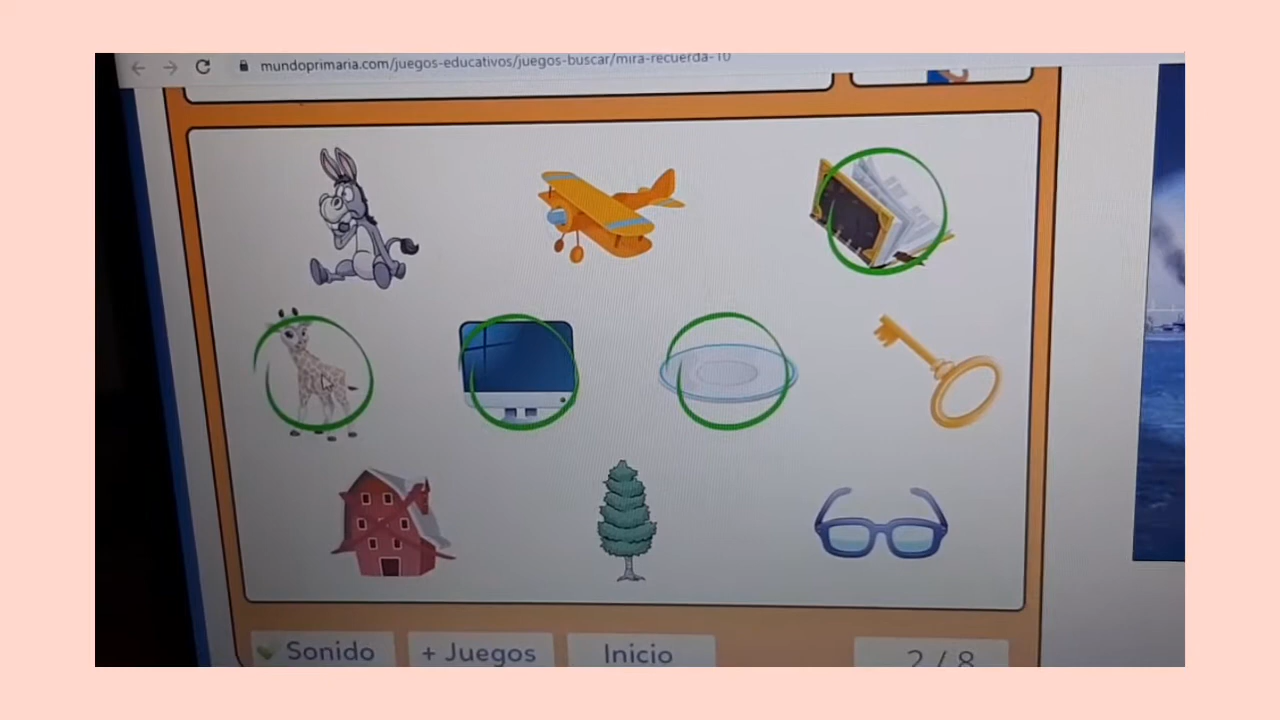 mundoprimaria.com/juegos-educativos/juegos-buscar/mira-recuerda-10
Sonido
+ Juegos
Inicio
2 / 8